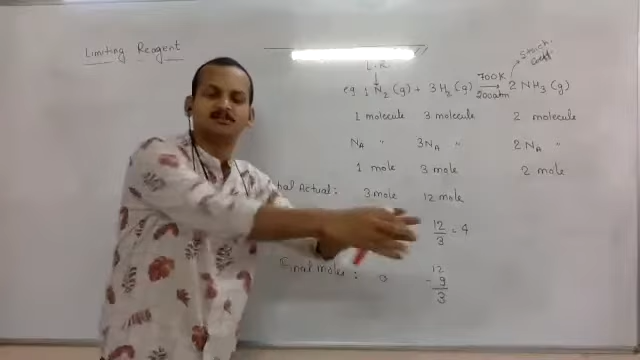 Limiting Reagent
L.R
Stoich.
Coeff.
eg 1 N₂ (g) + 3 H₂ (g) 700K 200atm → 2 NH₃ (g)
1 molecule 3 molecule 2 molecule
NA " 3NA " 2 NA "
1 mole 3 mole 2 mole
Actual : 3 mole 12 mole
12/3 = 4
12
Final moles : 0 - 9
3